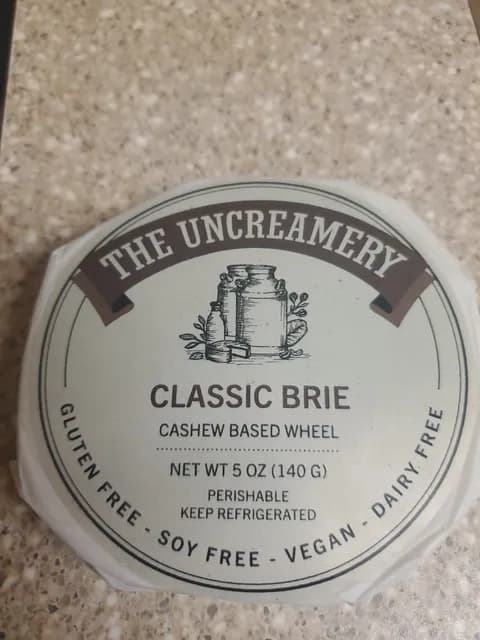 THE UNCREAMERY
CLASSIC BRIE
CASHEW BASED WHEEL
NET WT 5 OZ (140 G)
PERISHABLE
KEEP REFRIGERATED
GLUTEN FREE - SOY FREE - VEGAN - DAIRY FREE